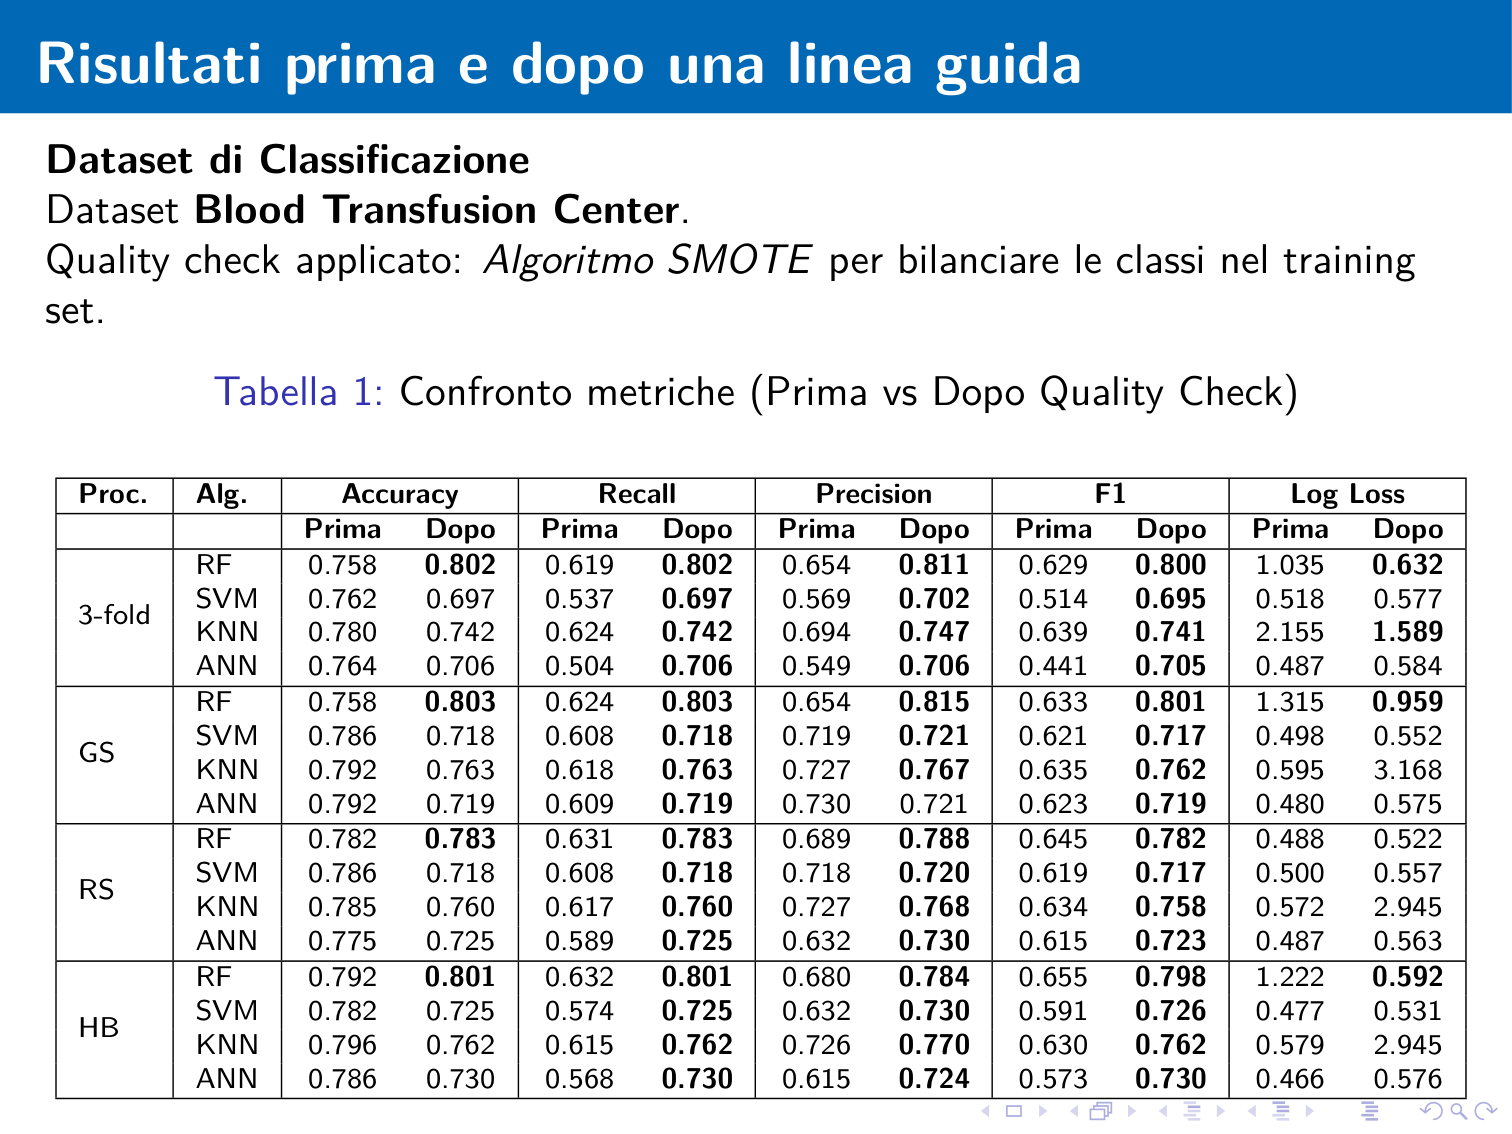 Risultati prima e dopo una linea guida
Dataset di Classificazione
Dataset Blood Transfusion Center.
Quality check applicato: Algoritmo SMOTE per bilanciare le classi nel training
set.
Tabella 1: Confronto metriche (Prima vs Dopo Quality Check)
Proc. Alg. Accuracy Recall Precision F1 Log Loss
Prima Dopo Prima Dopo Prima Dopo Prima Dopo Prima Dopo
3-fold
RF 0.758 0.802 0.619 0.802 0.654 0.811 0.629 0.800 1.035 0.632
SVM 0.762 0.697 0.537 0.697 0.569 0.702 0.514 0.695 0.518 0.577
KNN 0.780 0.742 0.624 0.742 0.694 0.747 0.639 0.741 2.155 1.589
ANN 0.764 0.706 0.504 0.706 0.549 0.706 0.441 0.705 0.487 0.584
GS
RF 0.758 0.803 0.624 0.803 0.654 0.815 0.633 0.801 1.315 0.959
SVM 0.786 0.718 0.608 0.718 0.719 0.721 0.621 0.717 0.498 0.552
KNN 0.792 0.763 0.618 0.763 0.727 0.767 0.635 0.762 0.595 3.168
ANN 0.792 0.719 0.609 0.719 0.730 0.721 0.623 0.719 0.480 0.575
RS
RF 0.782 0.783 0.631 0.783 0.689 0.788 0.645 0.782 0.488 0.522
SVM 0.786 0.718 0.608 0.718 0.718 0.720 0.619 0.717 0.500 0.557
KNN 0.785 0.760 0.617 0.760 0.727 0.768 0.634 0.758 0.572 2.945
ANN 0.775 0.725 0.589 0.725 0.632 0.730 0.615 0.723 0.487 0.563
HB
RF 0.792 0.801 0.632 0.801 0.680 0.784 0.655 0.798 1.222 0.592
SVM 0.782 0.725 0.574 0.725 0.632 0.730 0.591 0.726 0.477 0.531
KNN 0.796 0.762 0.615 0.762 0.726 0.770 0.630 0.762 0.579 2.945
ANN 0.786 0.730 0.568 0.730 0.615 0.724 0.573 0.730 0.466 0.576